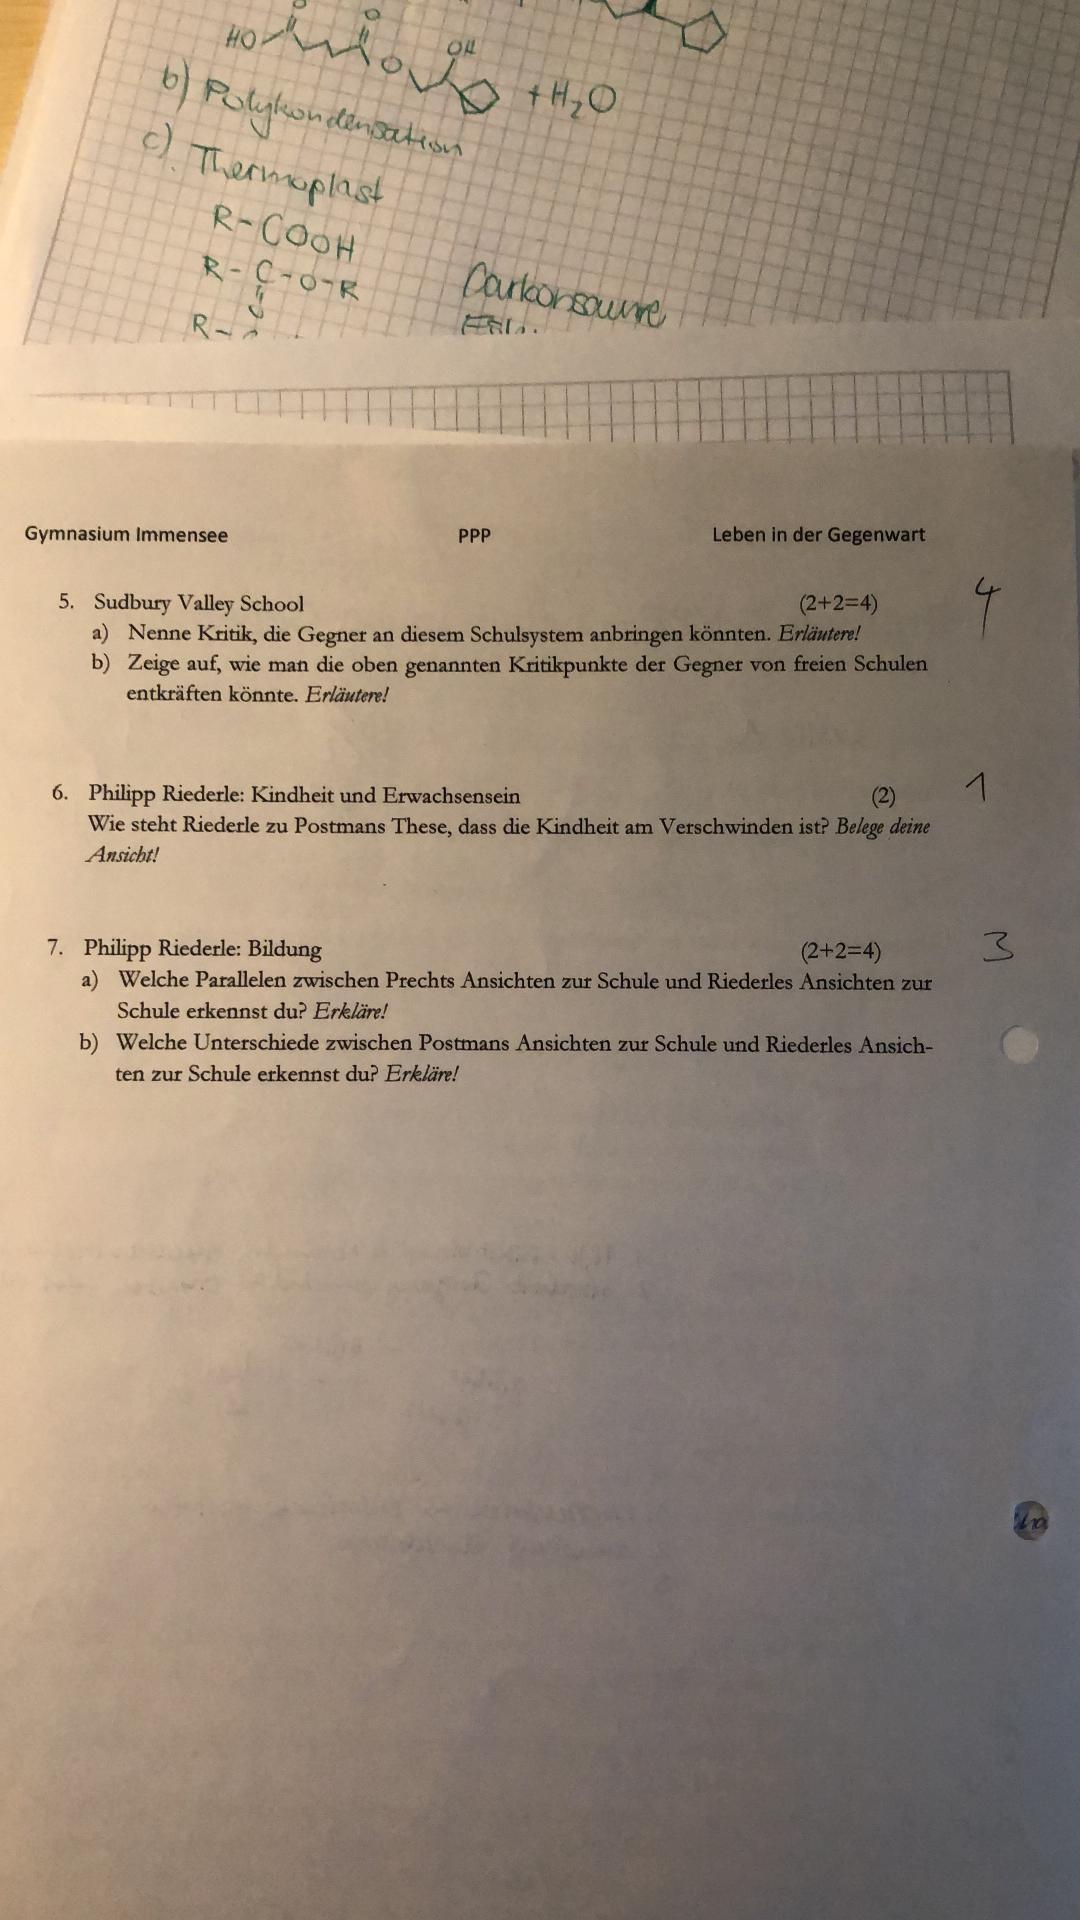 HO
O
O
OH
+ H₂O
b) Polykondensation
c). Thermoplast
R-COOH
R-C-O-R
O
Carbonsäure
R-
Gymnasium Immensee PPP Leben in der Gegenwart
5. Sudbury Valley School (2+2=4) 4
a) Nenne Kritik, die Gegner an diesem Schulsystem anbringen könnten. Erläutere!
b) Zeige auf, wie man die oben genannten Kritikpunkte der Gegner von freien Schulen
entkräften könnte. Erläutere!
6. Philipp Riederle: Kindheit und Erwachsensein (2) 1
Wie steht Riederle zu Postmans These, dass die Kindheit am Verschwinden ist? Belege deine
Ansicht!
7. Philipp Riederle: Bildung (2+2=4) 3
a) Welche Parallelen zwischen Prechts Ansichten zur Schule und Riederles Ansichten zur
Schule erkennst du? Erkläre!
b) Welche Unterschiede zwischen Postmans Ansichten zur Schule und Riederles Ansich-
ten zur Schule erkennst du? Erkläre!